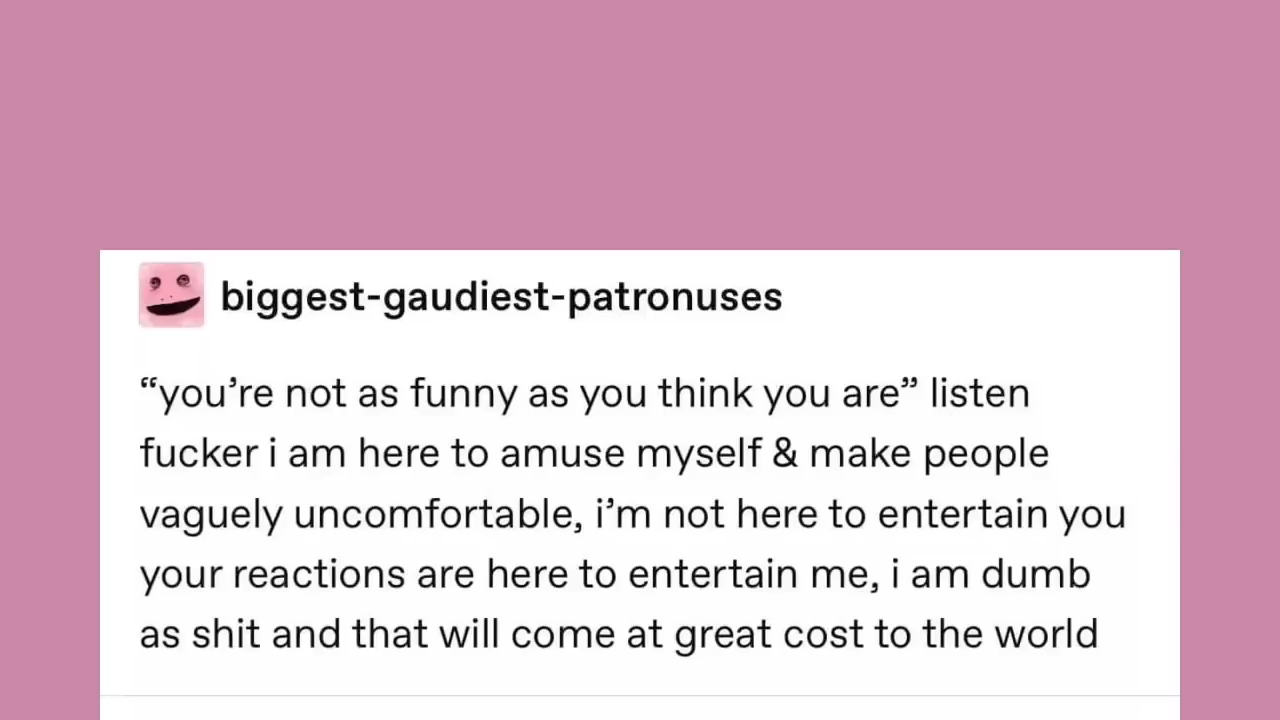 biggest-gaudiest-patronuses
“you’re not as funny as you think you are” listen
fucker i am here to amuse myself & make people
vaguely uncomfortable, i’m not here to entertain you
your reactions are here to entertain me, i am dumb
as shit and that will come at great cost to the world